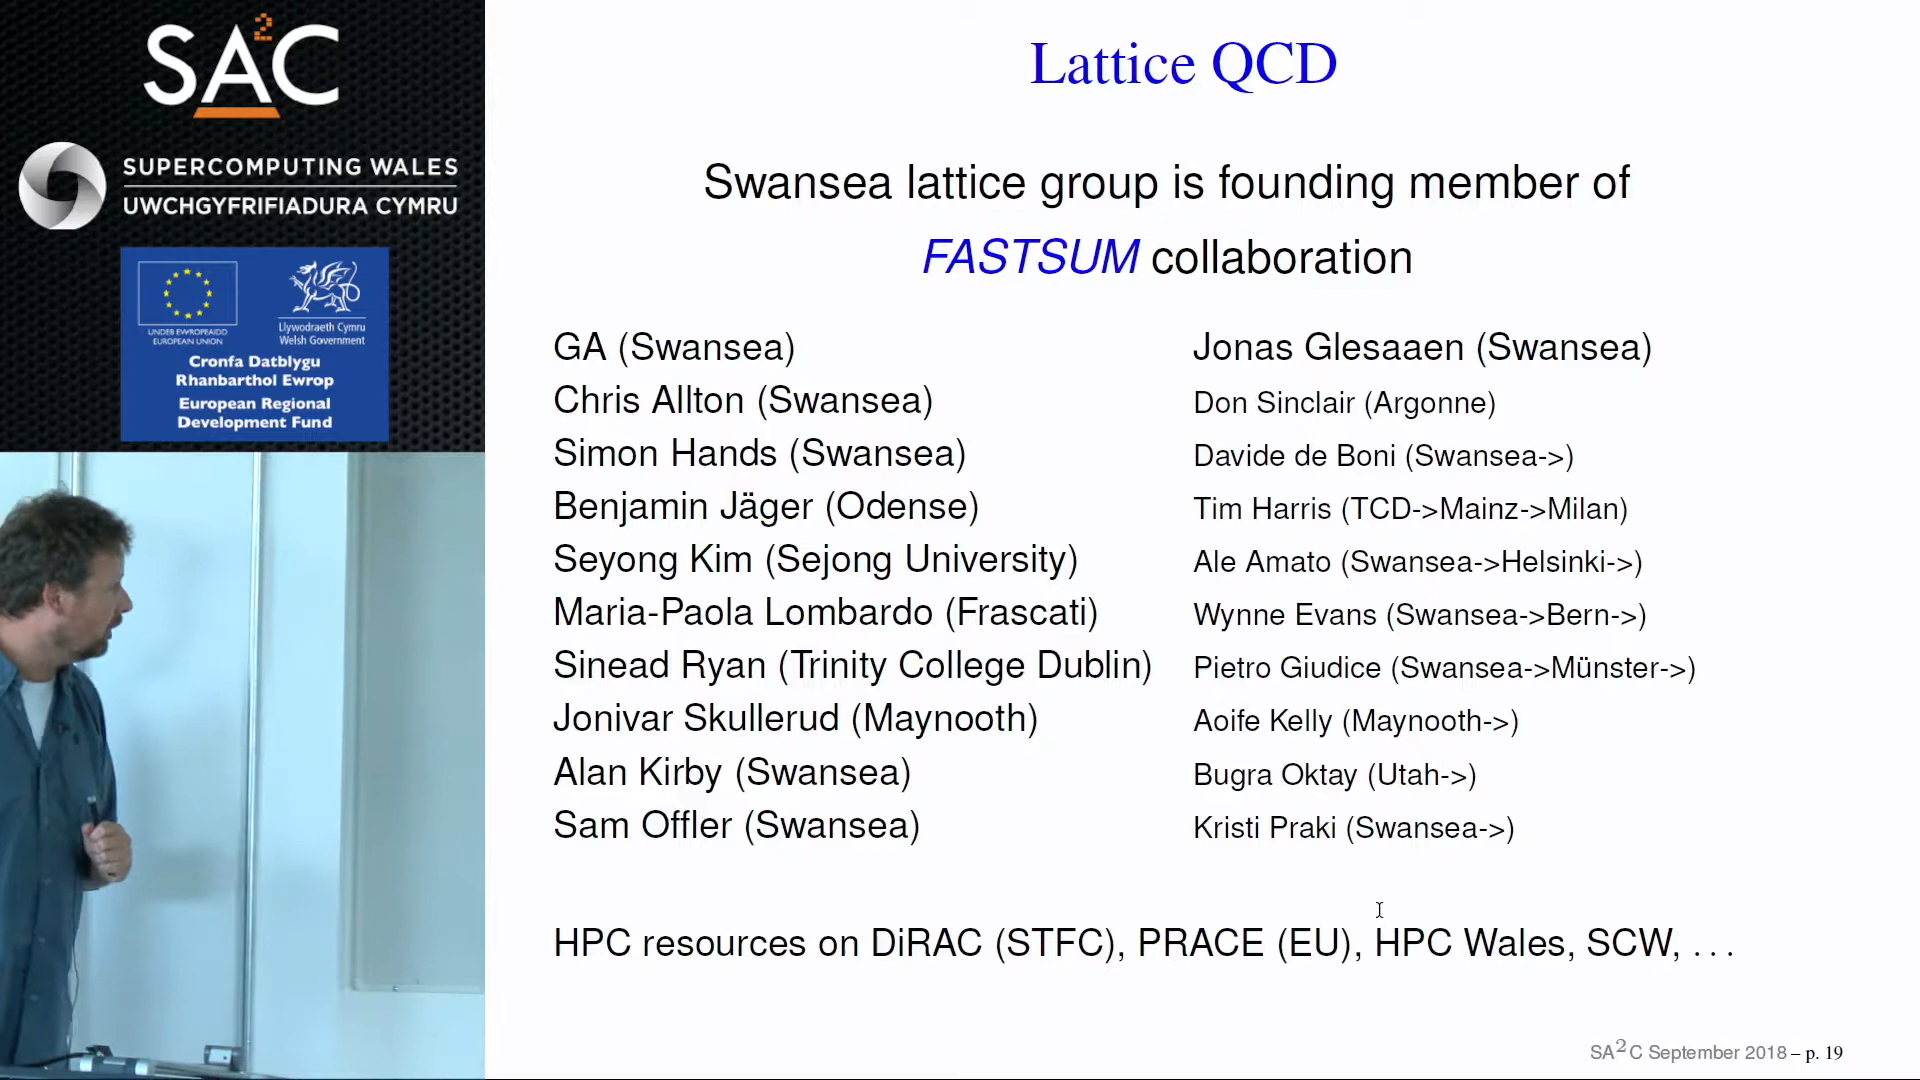 SA2C
SUPERCOMPUTING WALES
UWCHGYFRIFIADURA CYMRU
UNDEB EWROPEAIDD
EUROPEAN UNION
Llywodraeth Cymru
Welsh Government
Cronfa Datblygu
Rhanbarthol Ewrop
European Regional
Development Fund
Lattice QCD
Swansea lattice group is founding member of
FASTSUM collaboration
GA (Swansea)
Chris Allton (Swansea)
Simon Hands (Swansea)
Benjamin Jäger (Odense)
Seyong Kim (Sejong University)
Maria-Paola Lombardo (Frascati)
Sinead Ryan (Trinity College Dublin)
Jonivar Skullerud (Maynooth)
Alan Kirby (Swansea)
Sam Offler (Swansea)
Jonas Glesaaen (Swansea)
Don Sinclair (Argonne)
Davide de Boni (Swansea->)
Tim Harris (TCD->Mainz->Milan)
Ale Amato (Swansea->Helsinki->)
Wynne Evans (Swansea->Bern->)
Pietro Giudice (Swansea->Münster->)
Aoife Kelly (Maynooth->)
Bugra Oktay (Utah->)
Kristi Praki (Swansea->)
HPC resources on DiRAC (STFC), PRACE (EU), HPC Wales, SCW, ...
SA2C September 2018 – p. 19